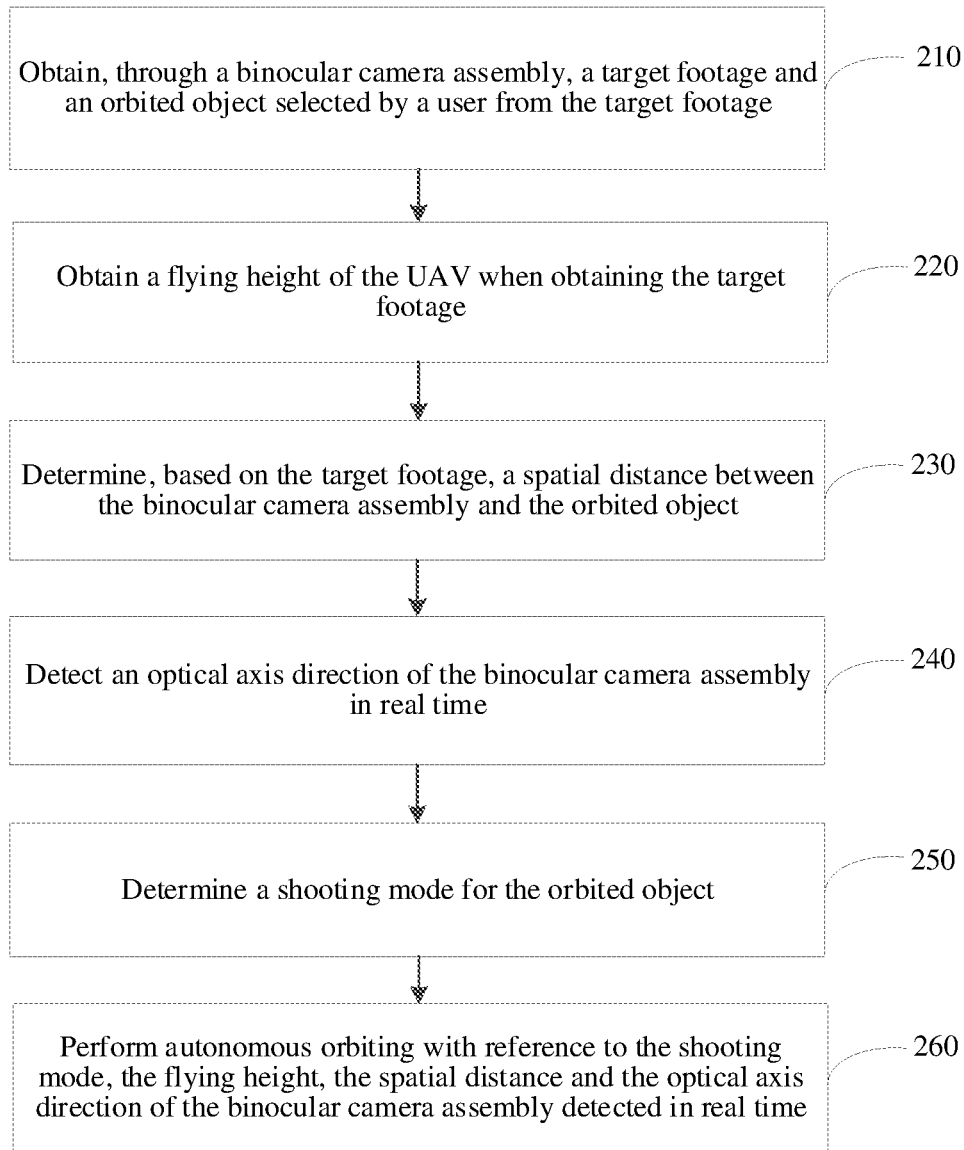 Obtain, through a binocular camera assembly, a target footage and
an orbited object selected by a user from the target footage
210
Obtain a flying height of the UAV when obtaining the target
footage
220
Determine, based on the target footage, a spatial distance between
the binocular camera assembly and the orbited object
230
Detect an optical axis direction of the binocular camera assembly
in real time
240
Determine a shooting mode for the orbited object
250
Perform autonomous orbiting with reference to the shooting
mode, the flying height, the spatial distance and the optical axis
direction of the binocular camera assembly detected in real time
260